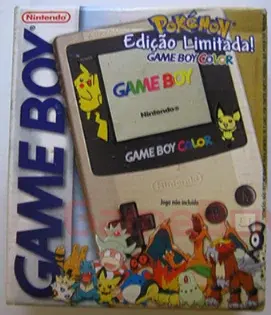 Nintendo
POKéMON
Edição Limitada!
GAME BOY COLOR
GAME BOY
GAME BOY
Nintendo®
GAME BOY COLOR
Nintendo
Jogo não incluído